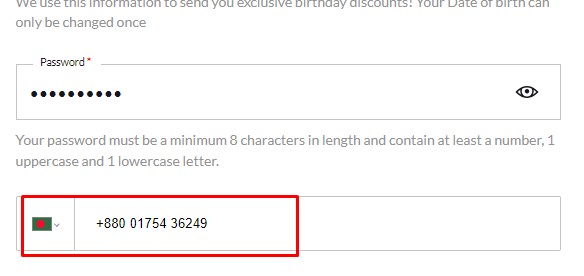 We use this information to send you exclusive birthday discounts! Your Date of birth can
only be changed once
Password *
Your password must be a minimum 8 characters in length and contain at least a number, 1
uppercase and 1 lowercase letter.
+880 01754 36249